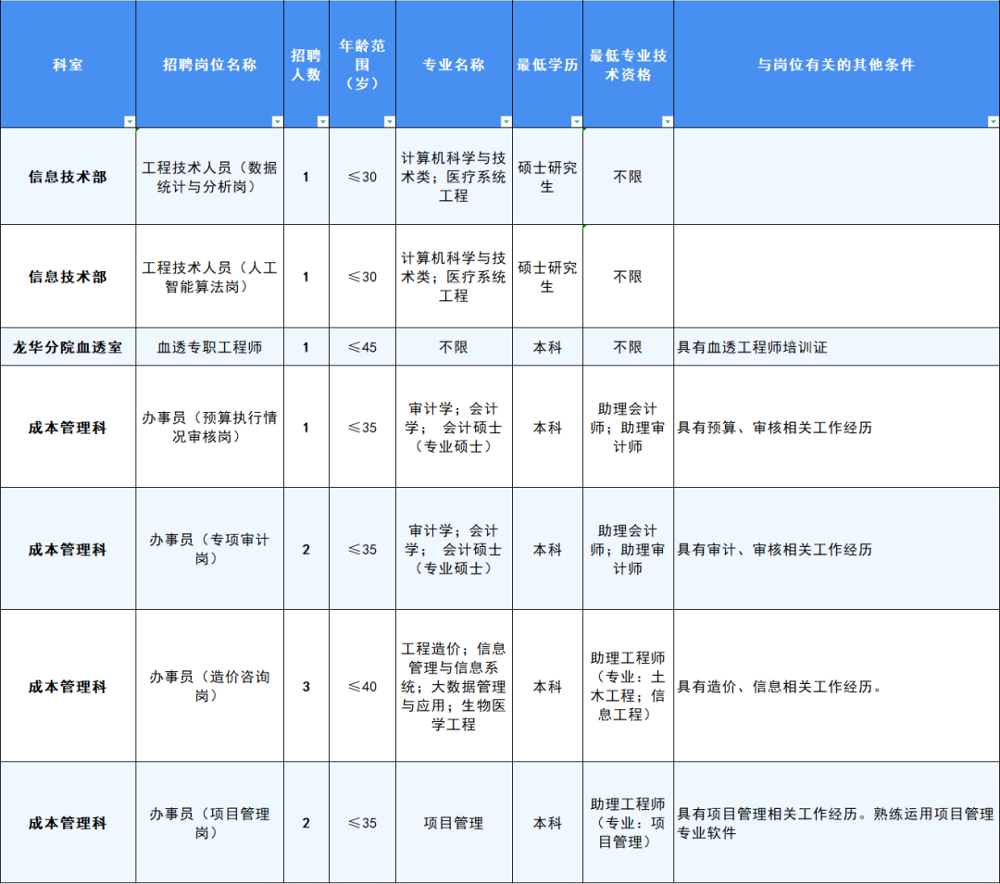 科室
招聘岗位名称
招聘
人数
年龄范
围
（岁）
专业名称
最低学历
最低专业技
术资格
与岗位有关的其他条件
信息技术部
工程技术人员（数据
统计与分析岗）
1
≤30
计算机科学与技
术类；医疗系统
工程
硕士研究
生
不限
信息技术部
工程技术人员（人工
智能算法岗）
1
≤30
计算机科学与技
术类；医疗系统
工程
硕士研究
生
不限
龙华分院血透室
血透专职工程师
1
≤45
不限
本科
不限
具有血透工程师培训证
成本管理科
办事员（预算执行情
况审核岗）
1
≤35
审计学；会计
学； 会计硕士
（专业硕士）
本科
助理会计
师；助理审
计师
具有预算、审核相关工作经历
成本管理科
办事员（专项审计
岗）
2
≤35
审计学；会计
学； 会计硕士
（专业硕士）
本科
助理会计
师；助理审
计师
具有审计、审核相关工作经历
成本管理科
办事员（造价咨询
岗）
3
≤40
工程造价；信息
管理与信息系
统；大数据管理
与应用；生物医
学工程
本科
助理工程师
（专业：土
木工程；信
息工程）
具有造价、信息相关工作经历。
成本管理科
办事员（项目管理
岗）
2
≤35
项目管理
本科
助理工程师
（专业：项
目管理）
具有项目管理相关工作经历。熟练运用项目管理
专业软件